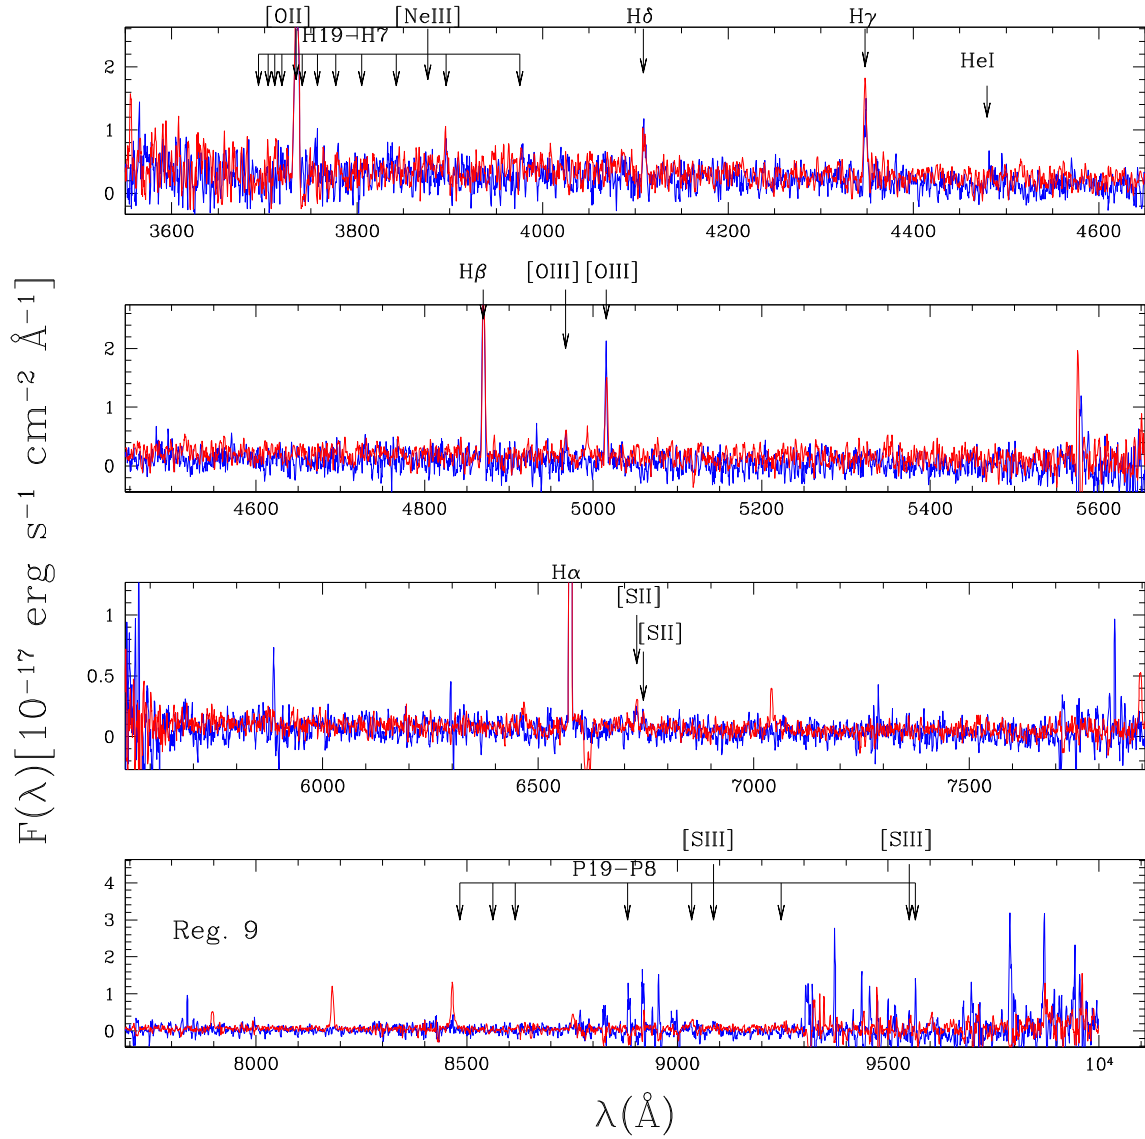 [OII] [NeIII] Hδ Hγ
H19−H7
HeI
2
1
0
3600 3800 4000 4200 4400 4600
Hβ [OIII] [OIII]
2
1
0
4600 4800 5000 5200 5400 5600
Hα
[SII]
[SII]
1
0.5
0
6000 6500 7000 7500
[SIII] [SIII]
P19−P8
4
3
2
1
0
Reg. 9
8000 8500 9000 9500 10⁴
λ(Å)
F(λ)[10⁻¹⁷ erg s⁻¹ cm⁻² Å⁻¹]